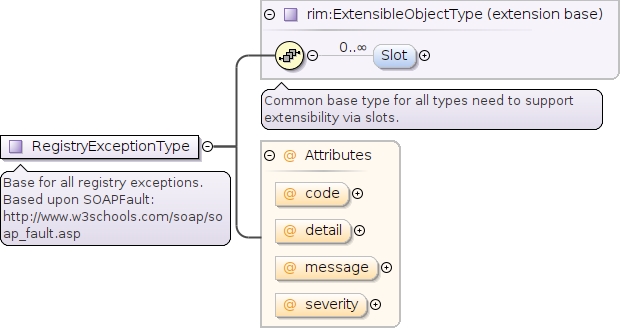 rim:ExtensibleObjectType (extension base)
0..∞
Slot
Common base type for all types need to support
extensibility via slots.
RegistryExceptionType
Base for all registry exceptions.
Based upon SOAPFault:
http://www.w3schools.com/soap/so
ap_fault.asp
@ Attributes
@ code
@ detail
@ message
@ severity